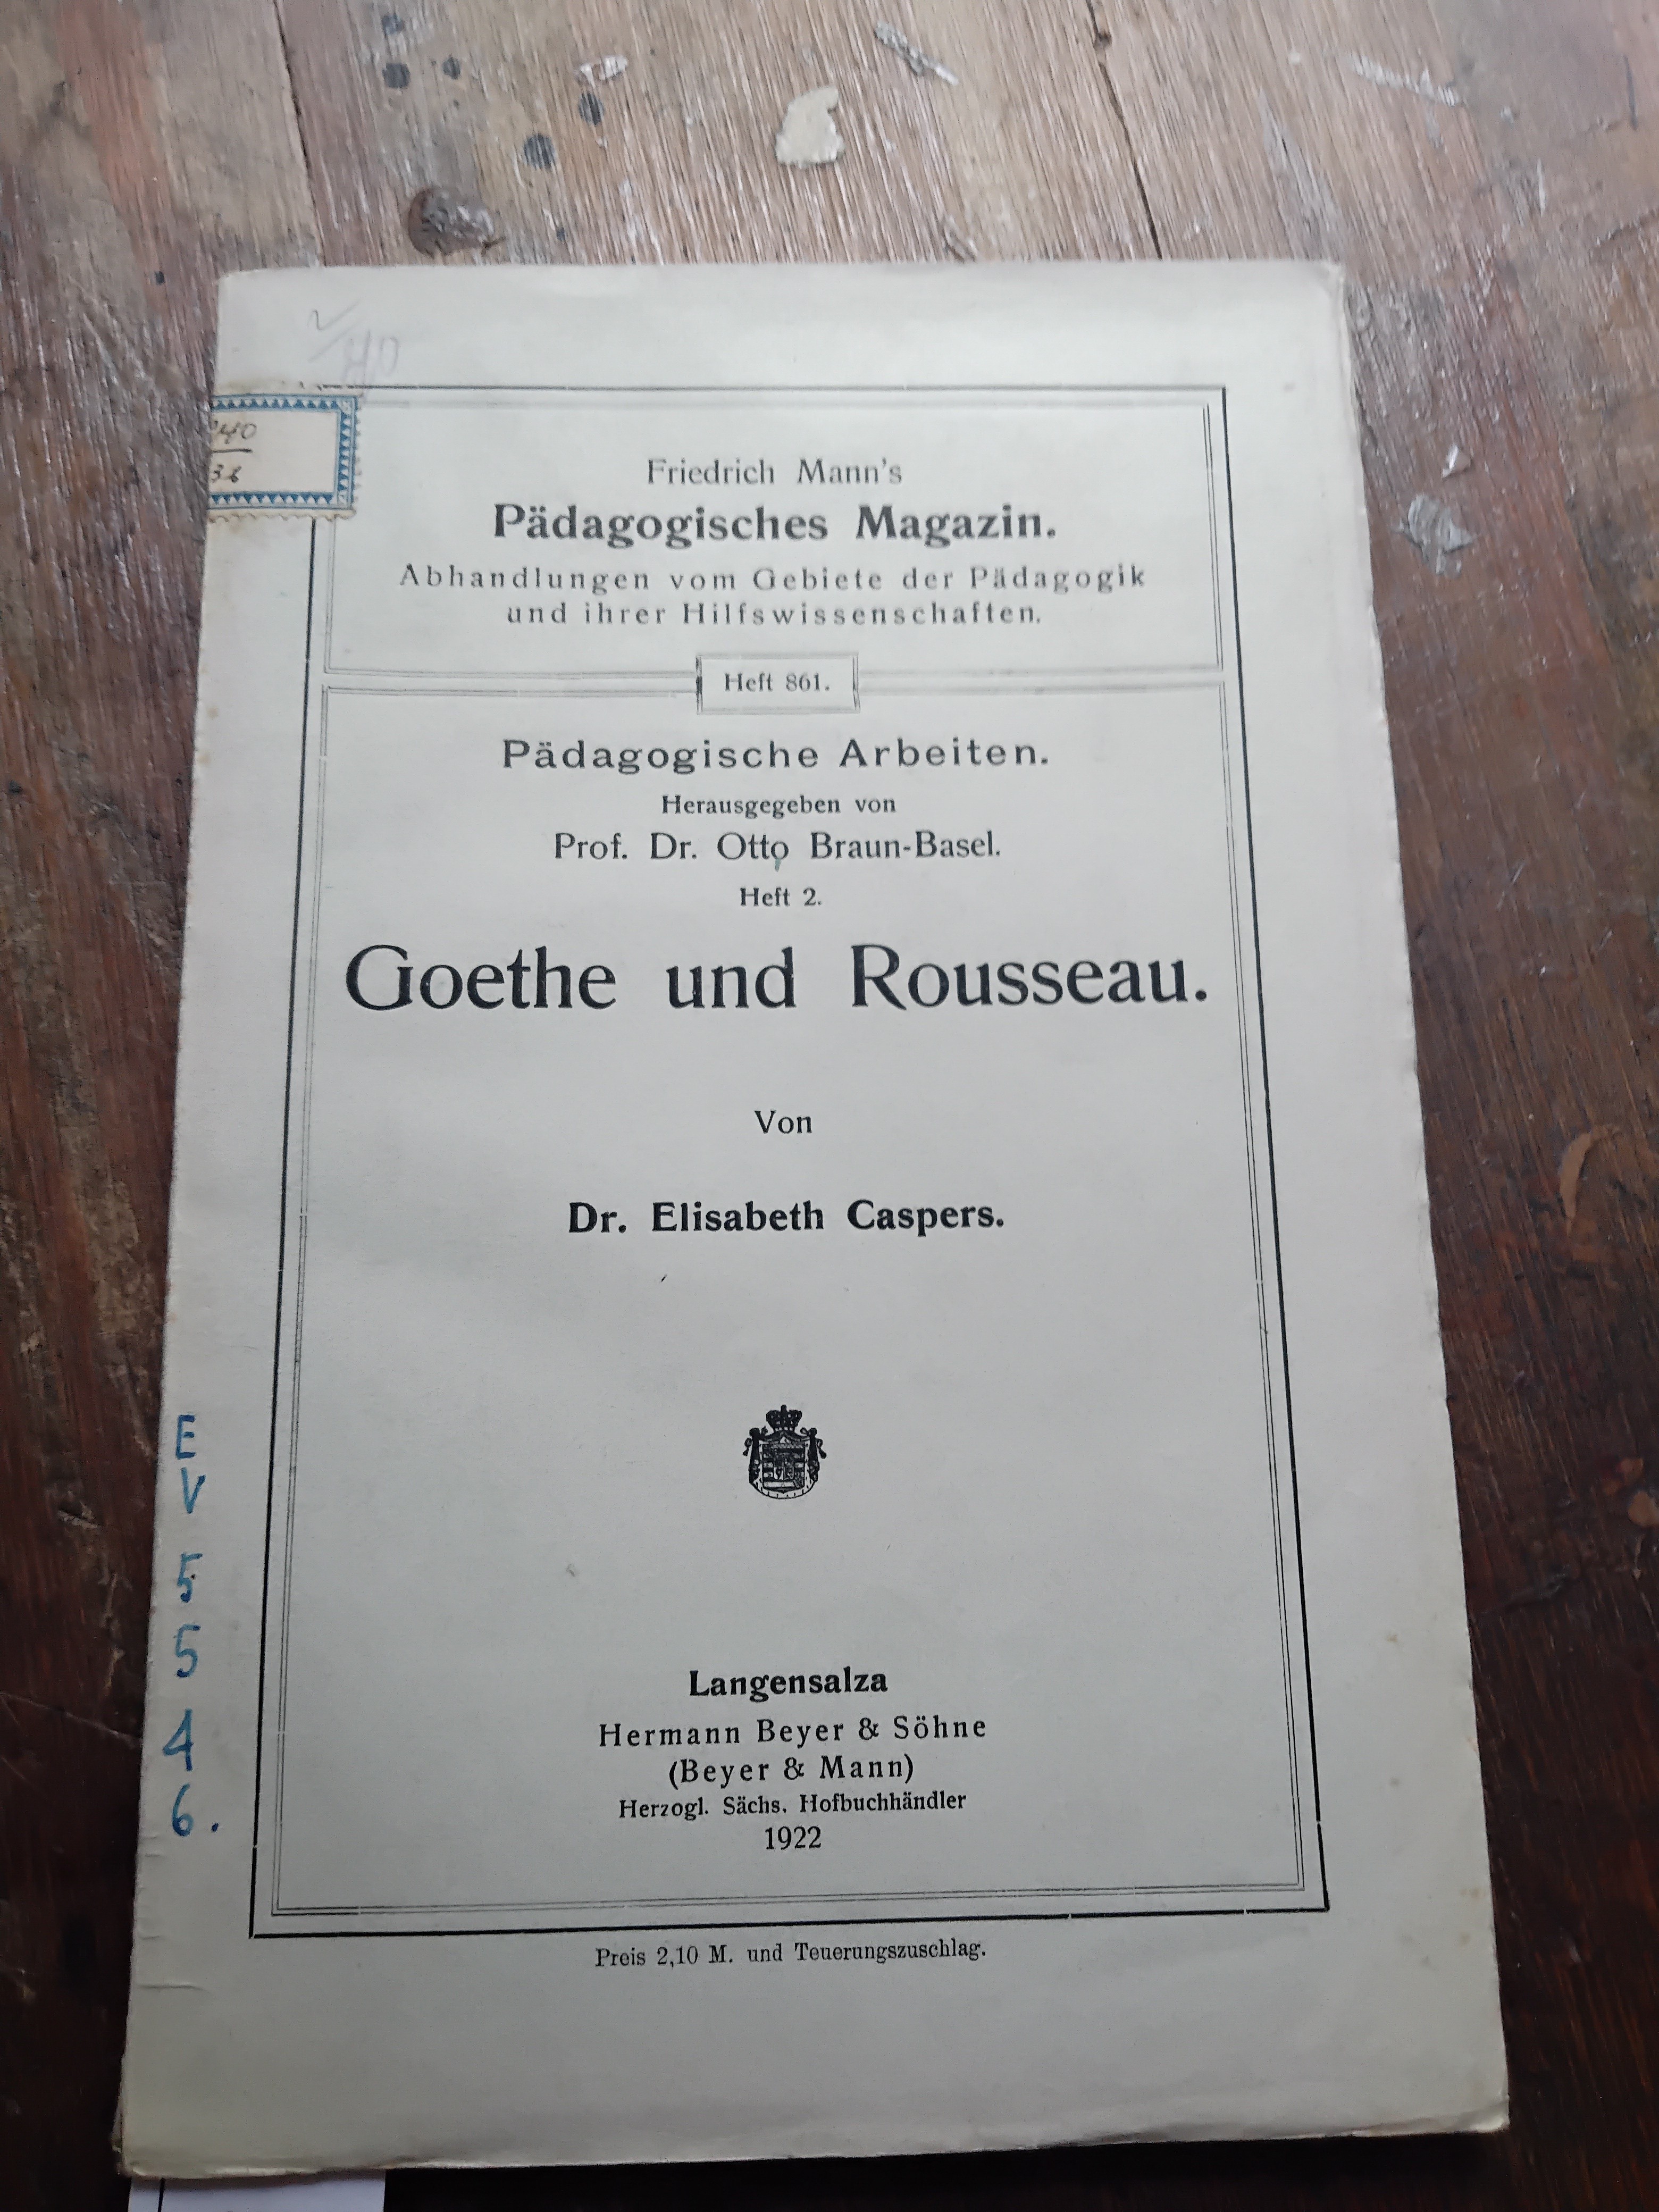 40
38
Friedrich Mann's
Pädagogisches Magazin.
Abhandlungen vom Gebiete der Pädagogik
und ihrer Hilfswissenschaften.
Heft 861.
Pädagogische Arbeiten.
Herausgegeben von
Prof. Dr. Otto Braun-Basel.
Heft 2.
Goethe und Rousseau.
Von
Dr. Elisabeth Caspers.
E
V
5
5
4
6.
Langensalza
Hermann Beyer & Söhne
(Beyer & Mann)
Herzogl. Sächs. Hofbuchhändler
1922
Preis 2,10 M. und Teuerungszuschlag.